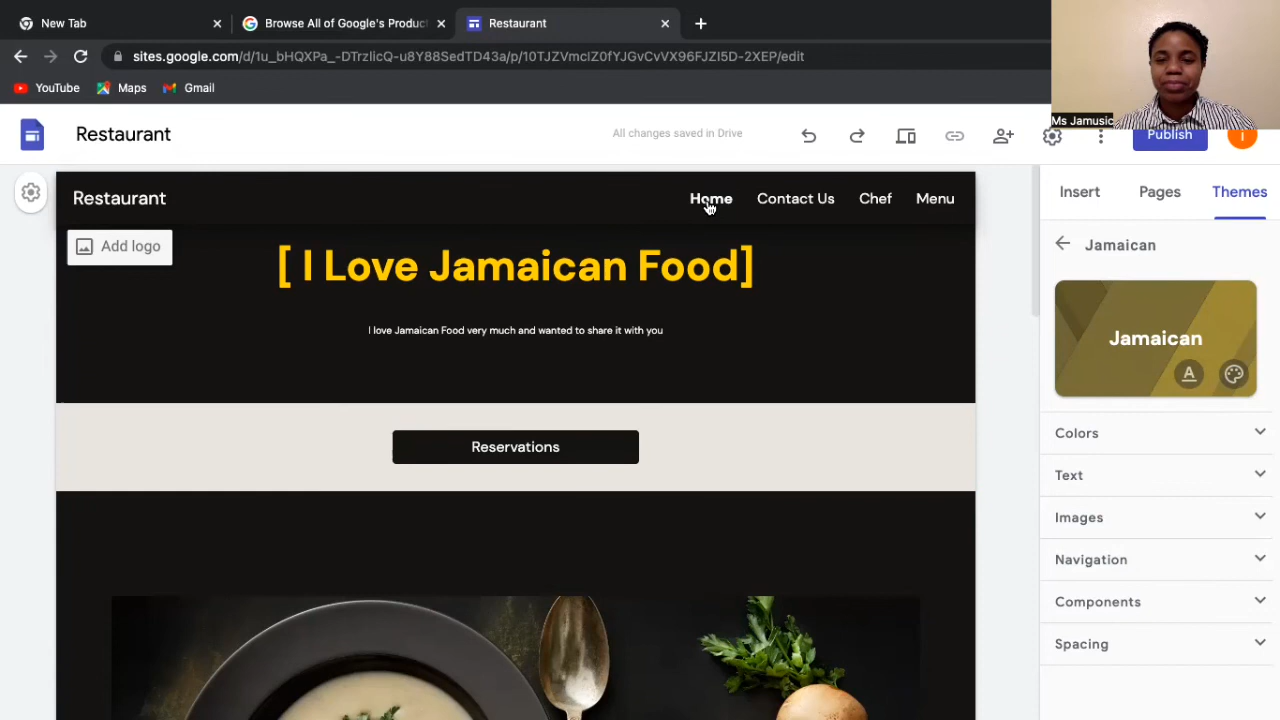 New Tab
Browse All of Google's Product
Restaurant
sites.google.com/d/1u_bHQXPa_-DTrzlicQ-u8Y88SedTD43a/p/10TJZVmcIZ0fYJGvCvVX96FJZI5D-2XEP/edit
YouTube
Maps
Gmail
Ms Jamusic
Restaurant
All changes saved in Drive
Publish
i
Restaurant
Home
Contact Us
Chef
Menu
Add logo
[ I Love Jamaican Food]
I love Jamaican Food very much and wanted to share it with you
Reservations
Insert
Pages
Themes
Jamaican
Jamaican
A
Colors
Text
Images
Navigation
Components
Spacing